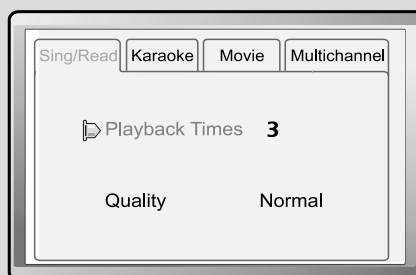 Sing/Read Karaoke Movie Multichannel
Playback Times 3
Quality Normal